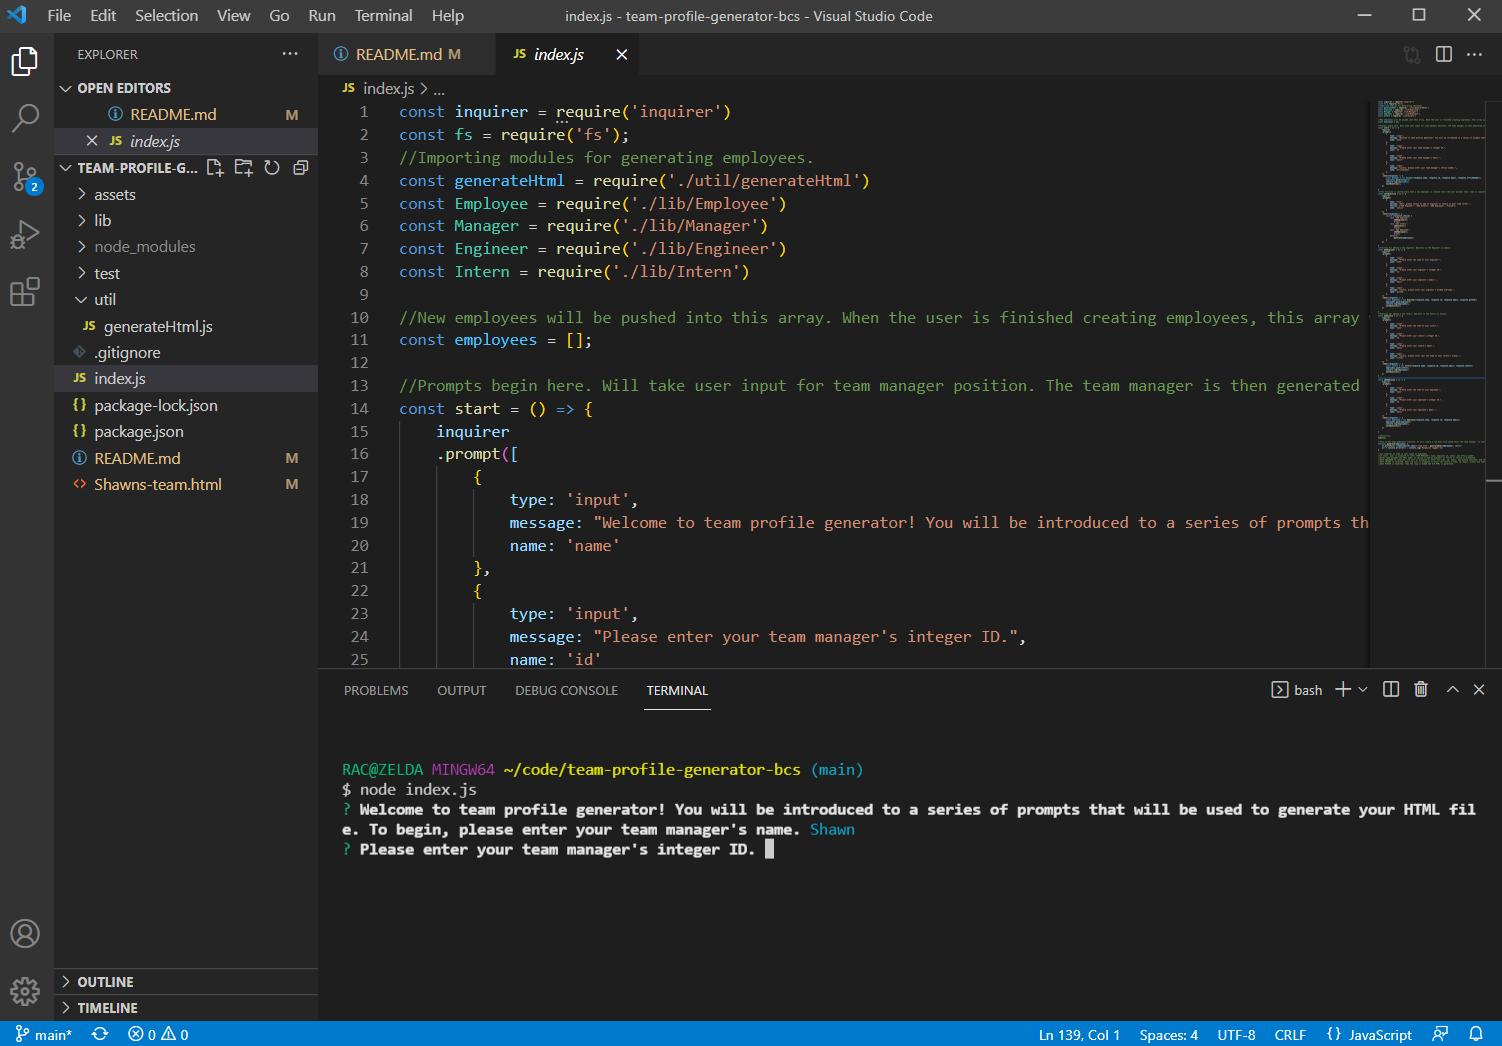 File Edit Selection View Go Run Terminal Help index.js - team-profile-generator-bcs - Visual Studio Code
EXPLORER
OPEN EDITORS
README.md M
index.js
TEAM-PROFILE-G...
assets
lib
node_modules
test
util
JS generateHtml.js
.gitignore
JS index.js
{} package-lock.json
{} package.json
README.md M
<> Shawns-team.html M
OUTLINE
TIMELINE
2
README.md M JS index.js
JS index.js > ...
1 const inquirer = require('inquirer')
2 const fs = require('fs');
3 //Importing modules for generating employees.
4 const generateHtml = require('./util/generateHtml')
5 const Employee = require('./lib/Employee')
6 const Manager = require('./lib/Manager')
7 const Engineer = require('./lib/Engineer')
8 const Intern = require('./lib/Intern')
9
10 //New employees will be pushed into this array. When the user is finished creating employees, this array
11 const employees = [];
12
13 //Prompts begin here. Will take user input for team manager position. The team manager is then generated
14 const start = () => {
15 inquirer
16 .prompt([
17 {
18 type: 'input',
19 message: "Welcome to team profile generator! You will be introduced to a series of prompts th
20 name: 'name'
21 },
22 {
23 type: 'input',
24 message: "Please enter your team manager's integer ID.",
25 name: 'id'
PROBLEMS OUTPUT DEBUG CONSOLE TERMINAL bash
RAC@ZELDA MINGW64 ~/code/team-profile-generator-bcs (main)
$ node index.js
? Welcome to team profile generator! You will be introduced to a series of prompts that will be used to generate your HTML fil
e. To begin, please enter your team manager's name. Shawn
? Please enter your team manager's integer ID.
main* 0 0 Ln 139, Col 1 Spaces: 4 UTF-8 CRLF {} JavaScript